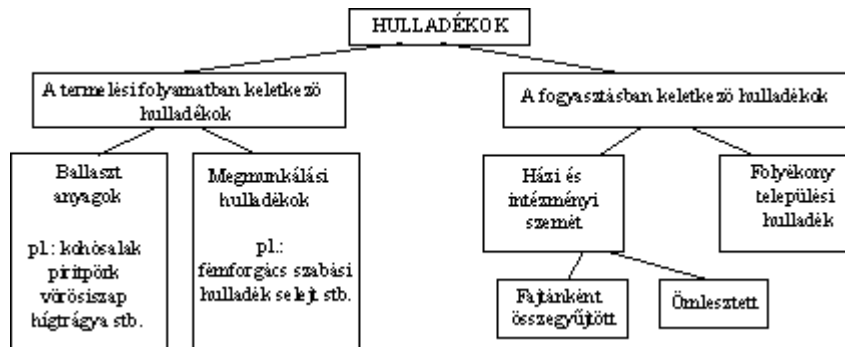 HULLADÉKOK
A termelési folyamatban keletkező
hulladékok
A fogyasztásban keletkező hulladékok
Ballaszt
anyagok
pl.: kohósalak
piritpörk
vörösiszap
hígtrágya stb.
Megmunkálási
hulladékok
pl.:
fémforgács szabási
hulladék selejt stb.
Házi és
intézményi
szemét
Folyékony
települési
hulladék
Fajtánként
összegyűjtött
Ömlesztett